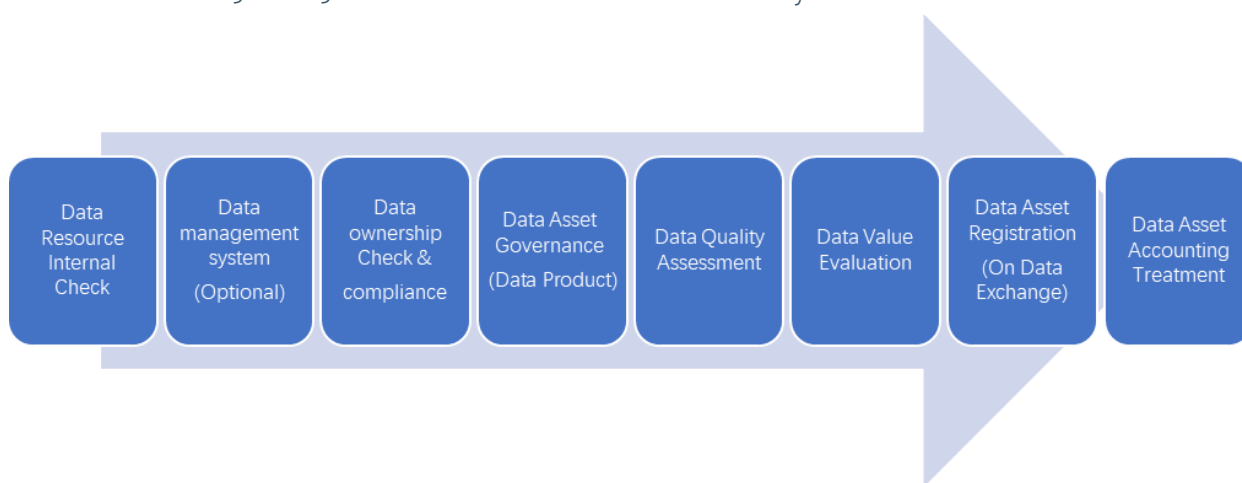 Data
Resource
Internal
Check
Data
management
system
(Optional)
Data
ownership
Check &
compliance
Data Asset
Governance
(Data Product)
Data Quality
Assessment
Data Value
Evaluation
Data Asset
Registration
(On Data
Exchange)
Data Asset
Accounting
Treatment